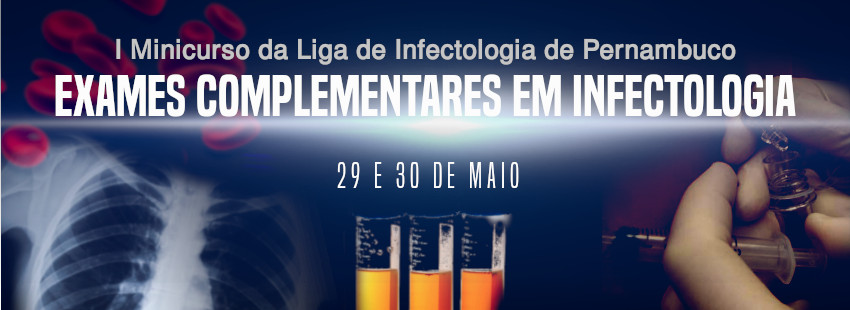 I Minicurso da Liga de Infectologia de Pernambuco
EXAMES COMPLEMENTARES EM INFECTOLOGIA
29 E 30 DE MAIO